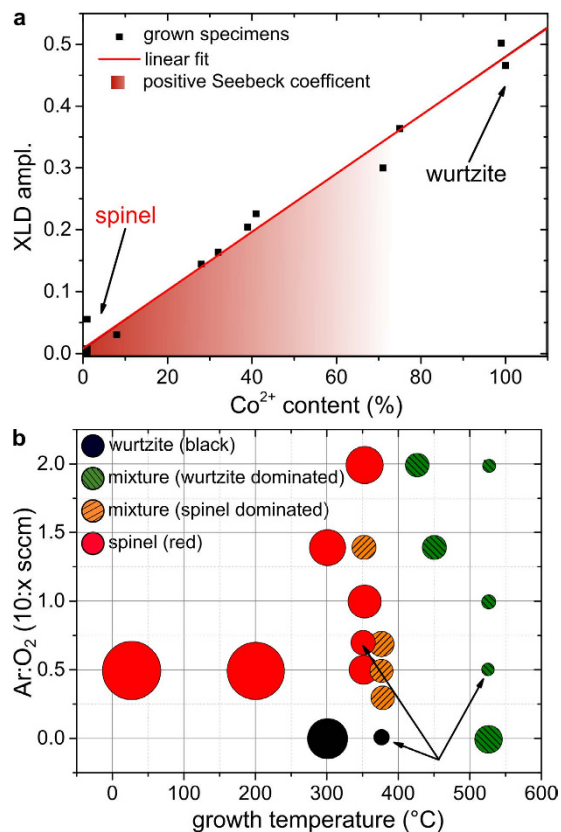 a
grown specimens
linear fit
positive Seebeck coefficent
0.5
0.4
0.3
0.2
0.1
0.0
XLD ampl.
spinel
wurtzite
0 20 40 60 80 100
Co²⁺ content (%)
b
wurtzite (black)
mixture (wurtzite dominated)
mixture (spinel dominated)
spinel (red)
2.0
1.5
1.0
0.5
0.0
Ar:O₂ (10:x sccm)
0 100 200 300 400 500 600
growth temperature (°C)